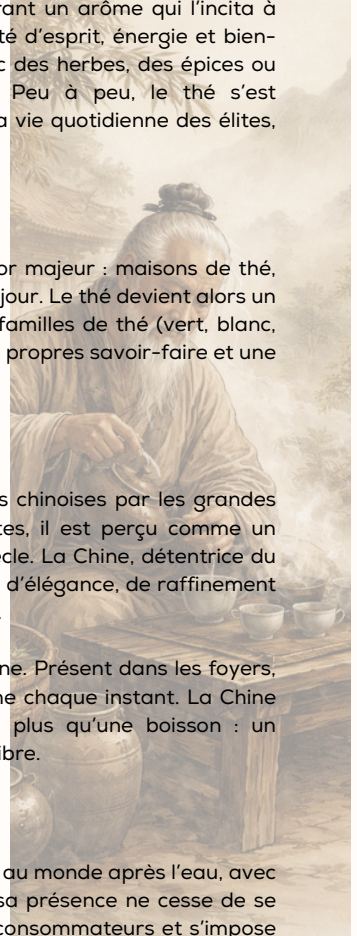 rant un arôme qui l’incita à
té d’esprit, énergie et bien-
c des herbes, des épices ou
Peu à peu, le thé s’est
a vie quotidienne des élites,
or majeur : maisons de thé,
jour. Le thé devient alors un
familles de thé (vert, blanc,
propres savoir-faire et une
s chinoises par les grandes
tes, il est perçu comme un
ècle. La Chine, détentrice du
d’élégance, de raffinement
.
ne. Présent dans les foyers,
ne chaque instant. La Chine
plus qu’une boisson : un
ibre.
au monde après l’eau, avec
sa présence ne cesse de se
consommateurs et s’impose